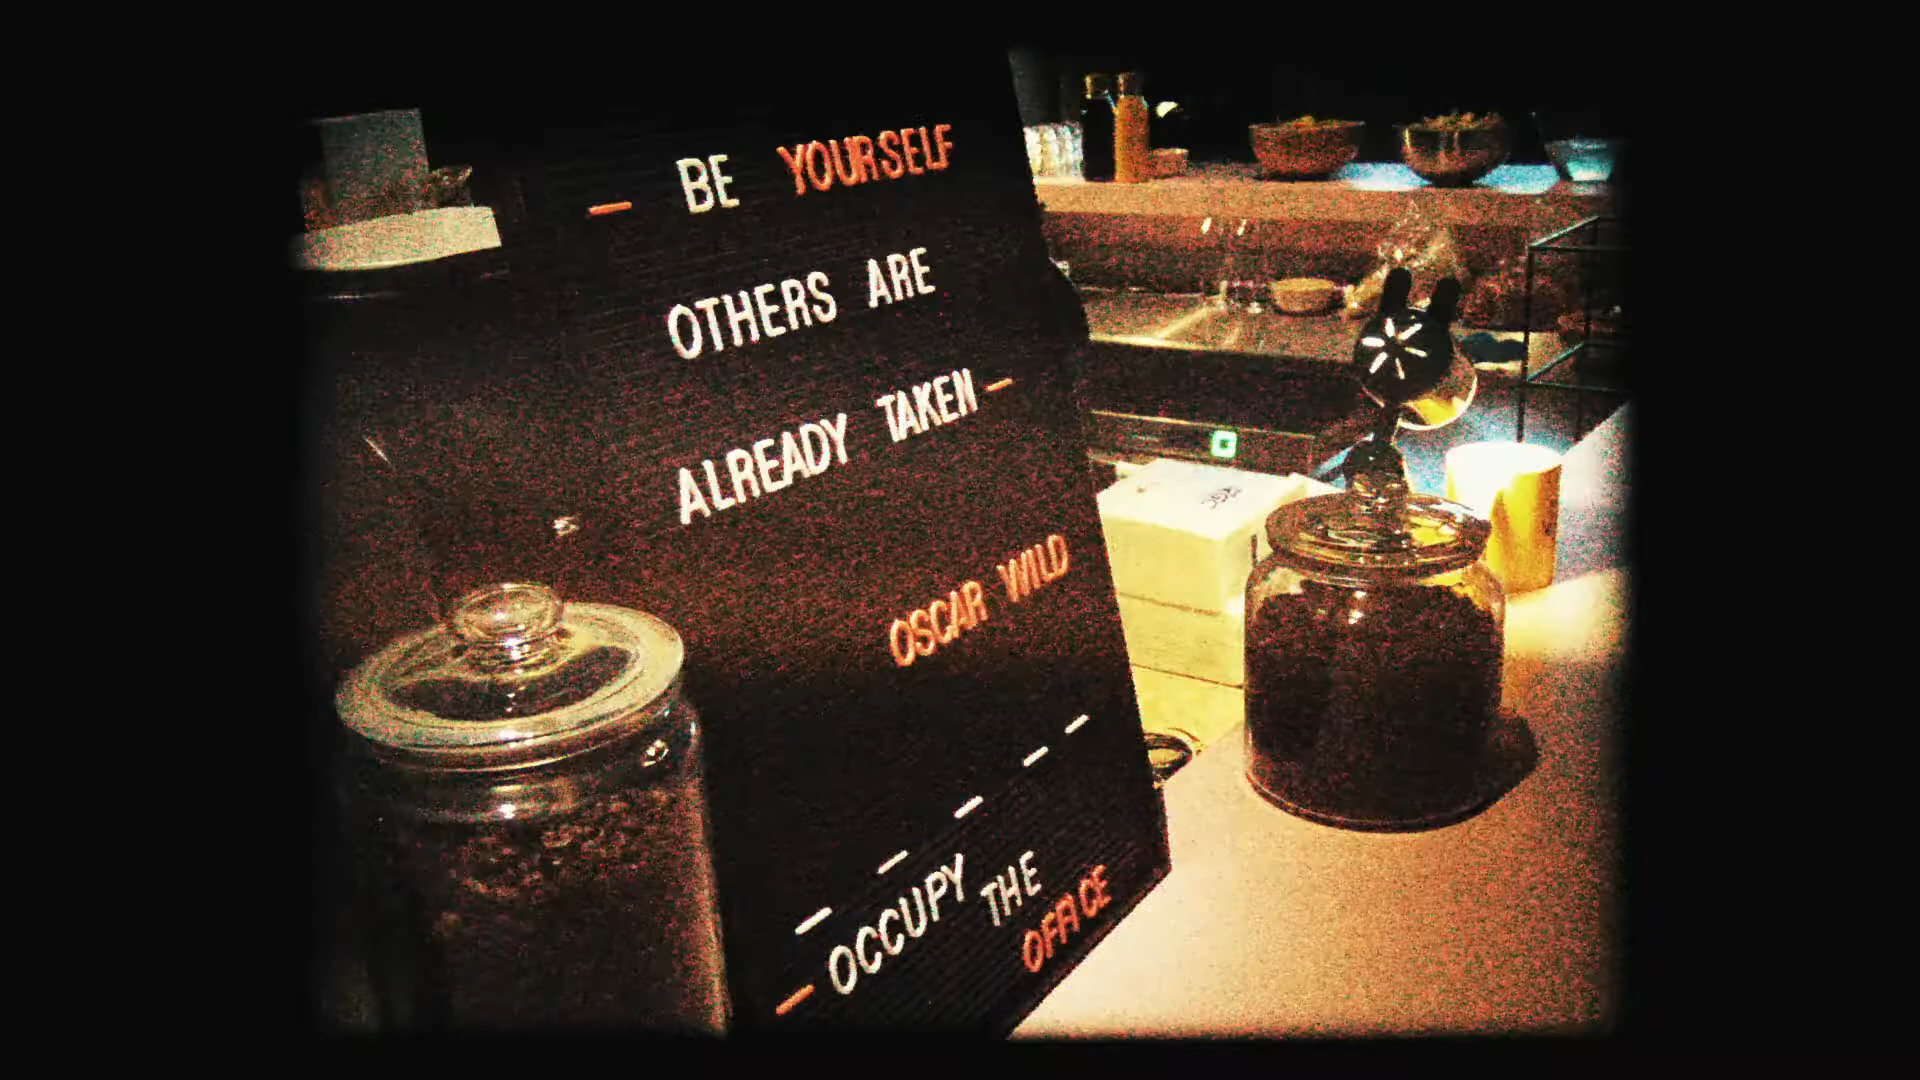 — BE YOURSELF
OTHERS ARE
ALREADY TAKEN —
OSCAR WILD
— — — — —
— OCCUPY
THE
OFFICE